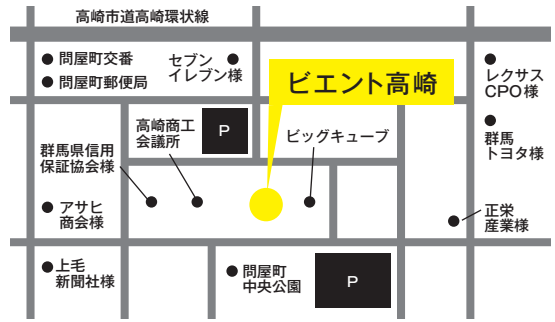 高崎市道高崎環状線
問屋町交番
問屋町郵便局
セブン
イレブン様
ビエント高崎
レクサス
CPO様
群馬
トヨタ様
高崎商工
会議所
P
ビッグキューブ
群馬県信用
保証協会様
アサヒ
商会様
正栄
産業様
上毛
新聞社様
問屋町
中央公園
P